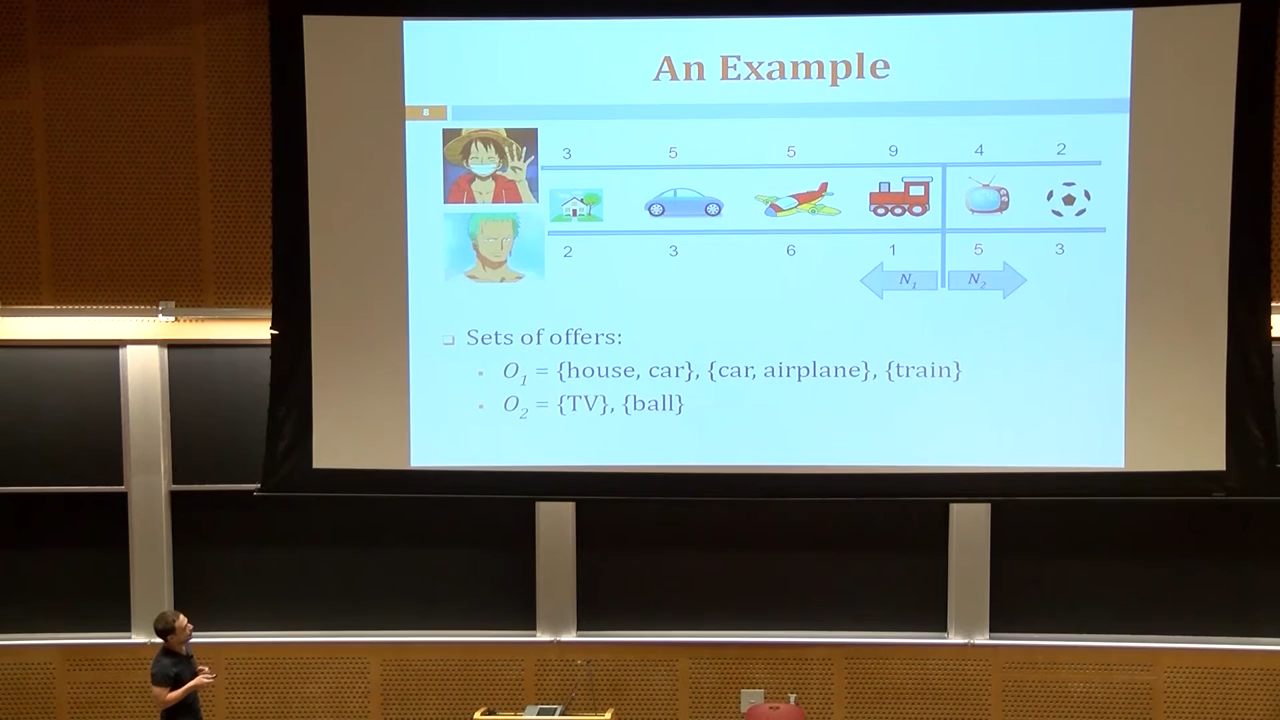 An Example
8
3 5 5 9 4 2
2 3 6 1 5 3
N1 N2
Sets of offers:
O1 = {house, car}, {car, airplane}, {train}
O2 = {TV}, {ball}